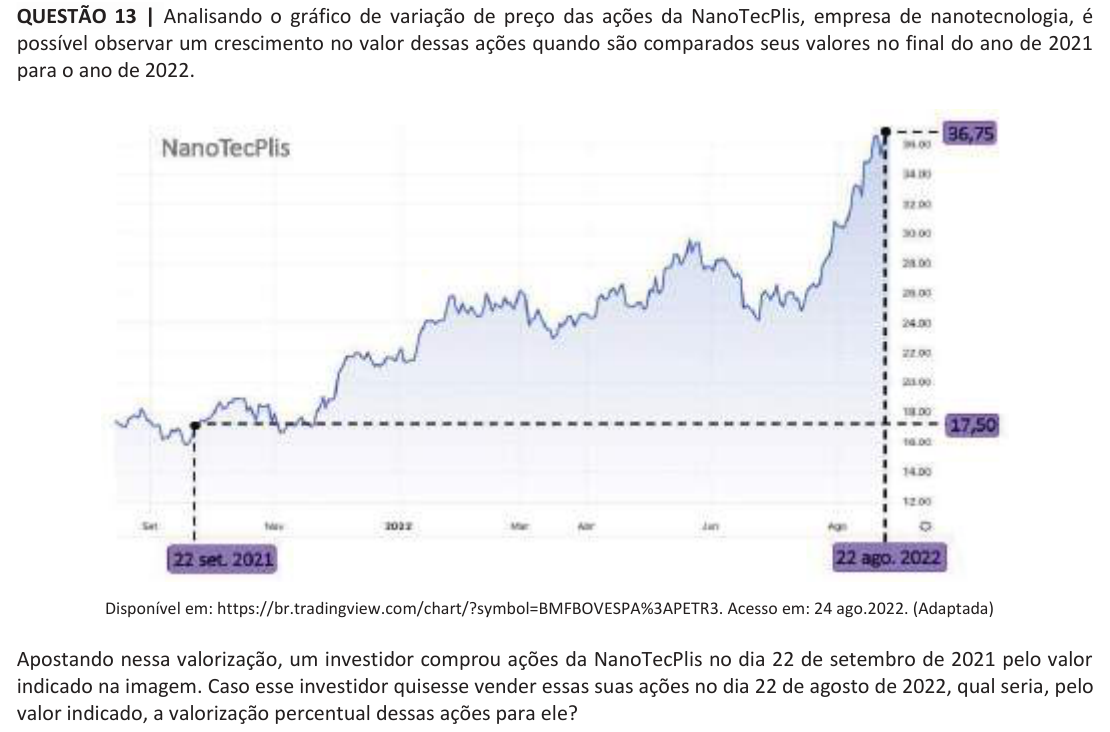 QUESTÃO 13 | Analisando o gráfico de variação de preço das ações da NanoTecPlis, empresa de nanotecnologia, é
possível observar um crescimento no valor dessas ações quando são comparados seus valores no final do ano de 2021
para o ano de 2022.
NanoTecPlis
36,75
36.00
34.00
32.00
30.00
28.00
26.00
24.00
22.00
20.00
18.00
17,50
16.00
14.00
12.00
Set Nov 2022 Mar Abr Jun Ago
22 set. 2021 22 ago. 2022
Disponível em: https://br.tradingview.com/chart/?symbol=BMFBOVESPA%3APETR3. Acesso em: 24 ago.2022. (Adaptada)
Apostando nessa valorização, um investidor comprou ações da NanoTecPlis no dia 22 de setembro de 2021 pelo valor
indicado na imagem. Caso esse investidor quisesse vender essas suas ações no dia 22 de agosto de 2022, qual seria, pelo
valor indicado, a valorização percentual dessas ações para ele?